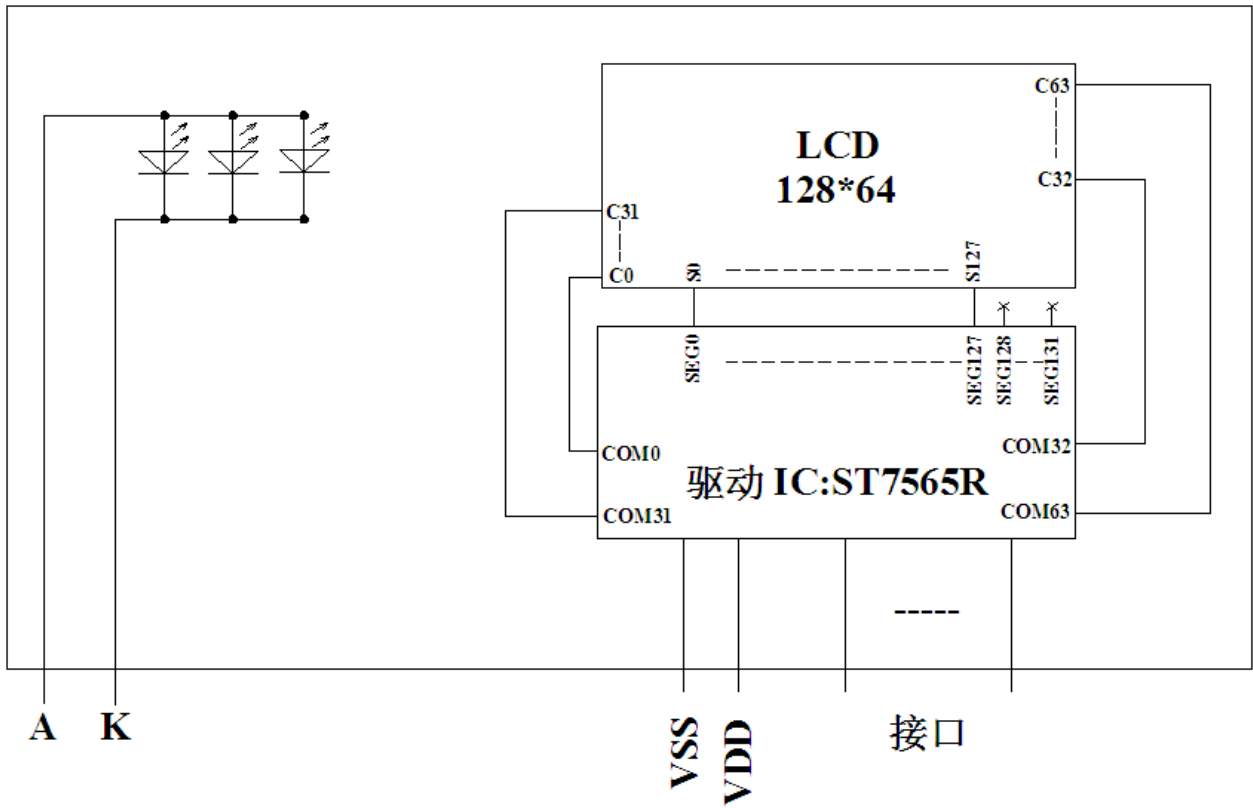 C63
LCD
128*64
C32
C31
C0
S0
S127
SEG0
SEG127
SEG128
SEG131
COM0
COM32
驱动 IC:ST7565R
COM31
COM63
A
K
VSS
VDD
接口